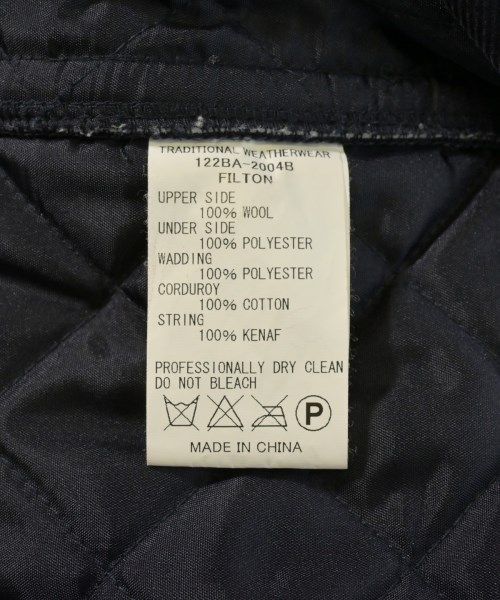 TRADITIONAL WEATHERWEAR
122BA-2004B
FILTON
UPPER SIDE
100% WOOL
UNDER SIDE
100% POLYESTER
WADDING
100% POLYESTER
CORDUROY
100% COTTON
STRING
100% KENAF
PROFESSIONALLY DRY CLEAN
DO NOT BLEACH
P
MADE IN CHINA